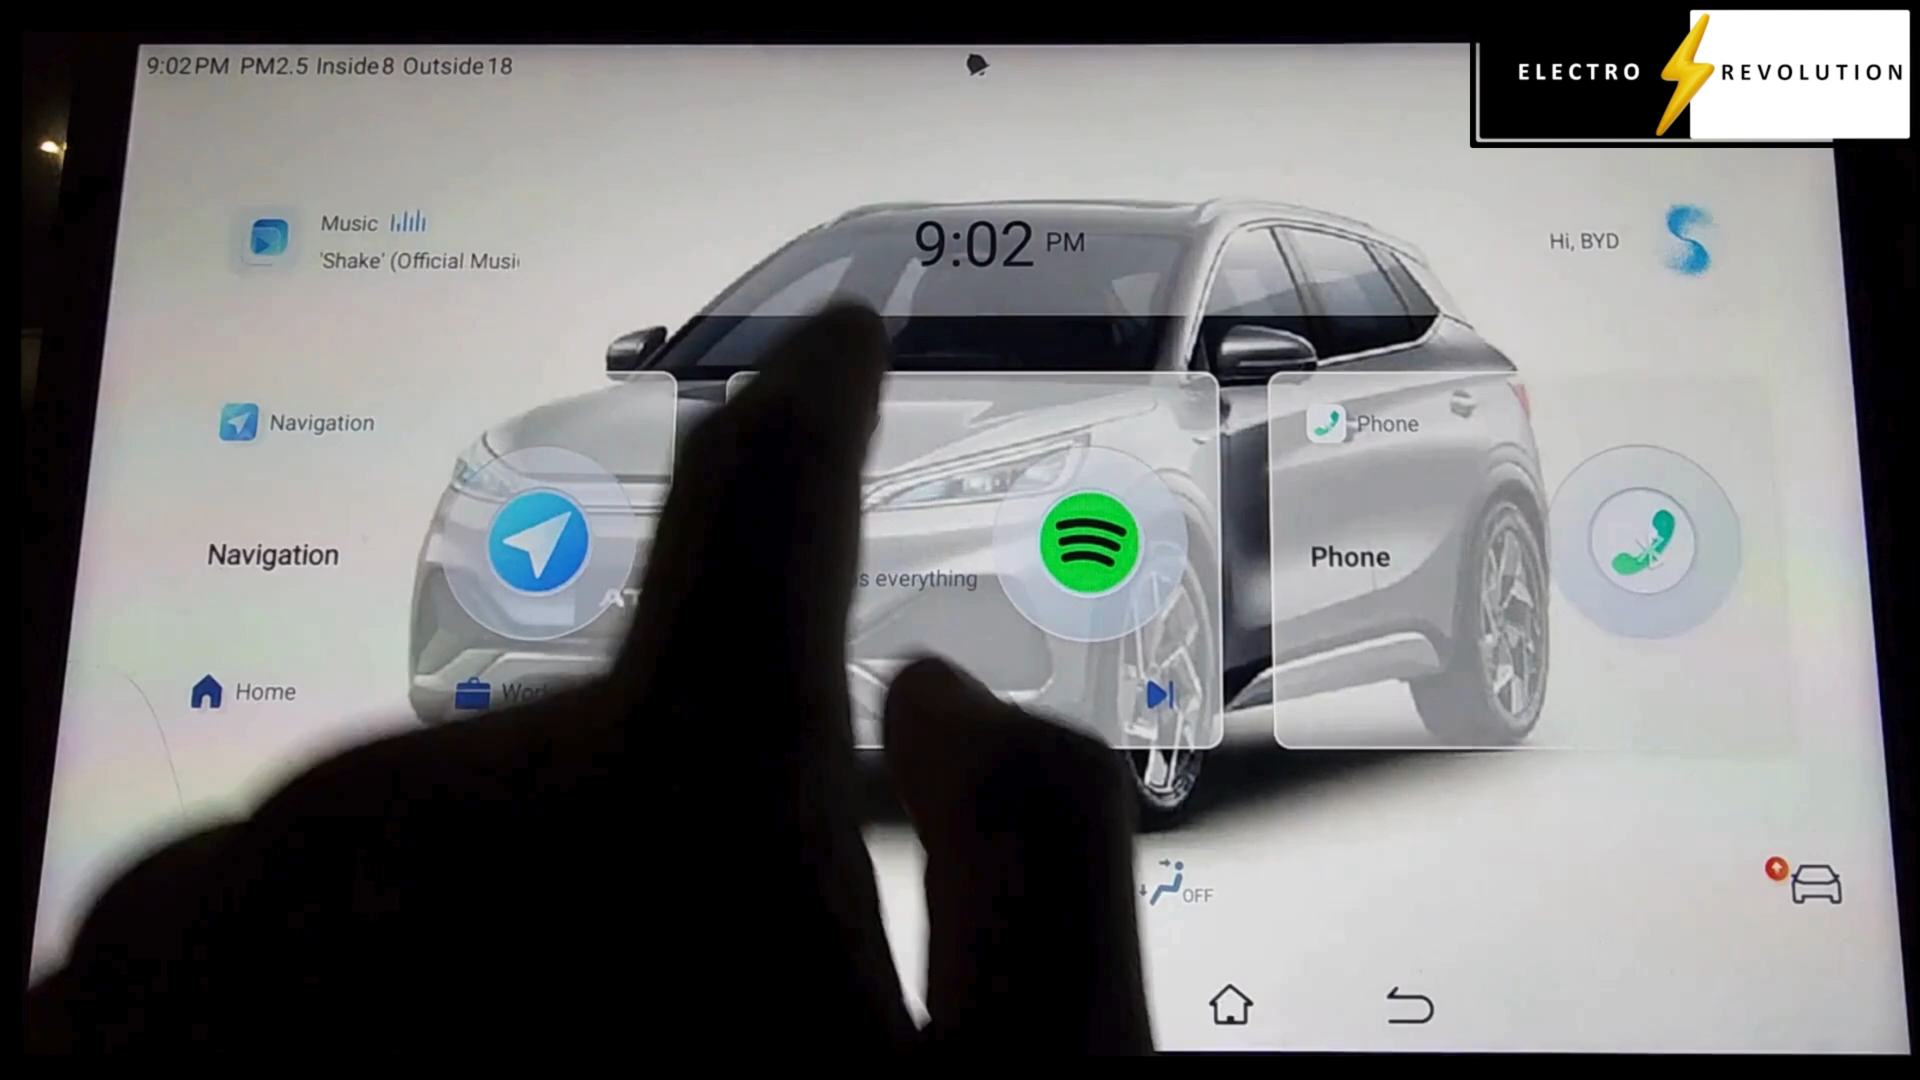 9:02PM PM2.5 Inside8 Outside18
ELECTRO REVOLUTION
Music
'Shake' (Official Musi
9:02 PM
Hi, BYD
Navigation
Phone
Navigation
s everything
Phone
Home
OFF